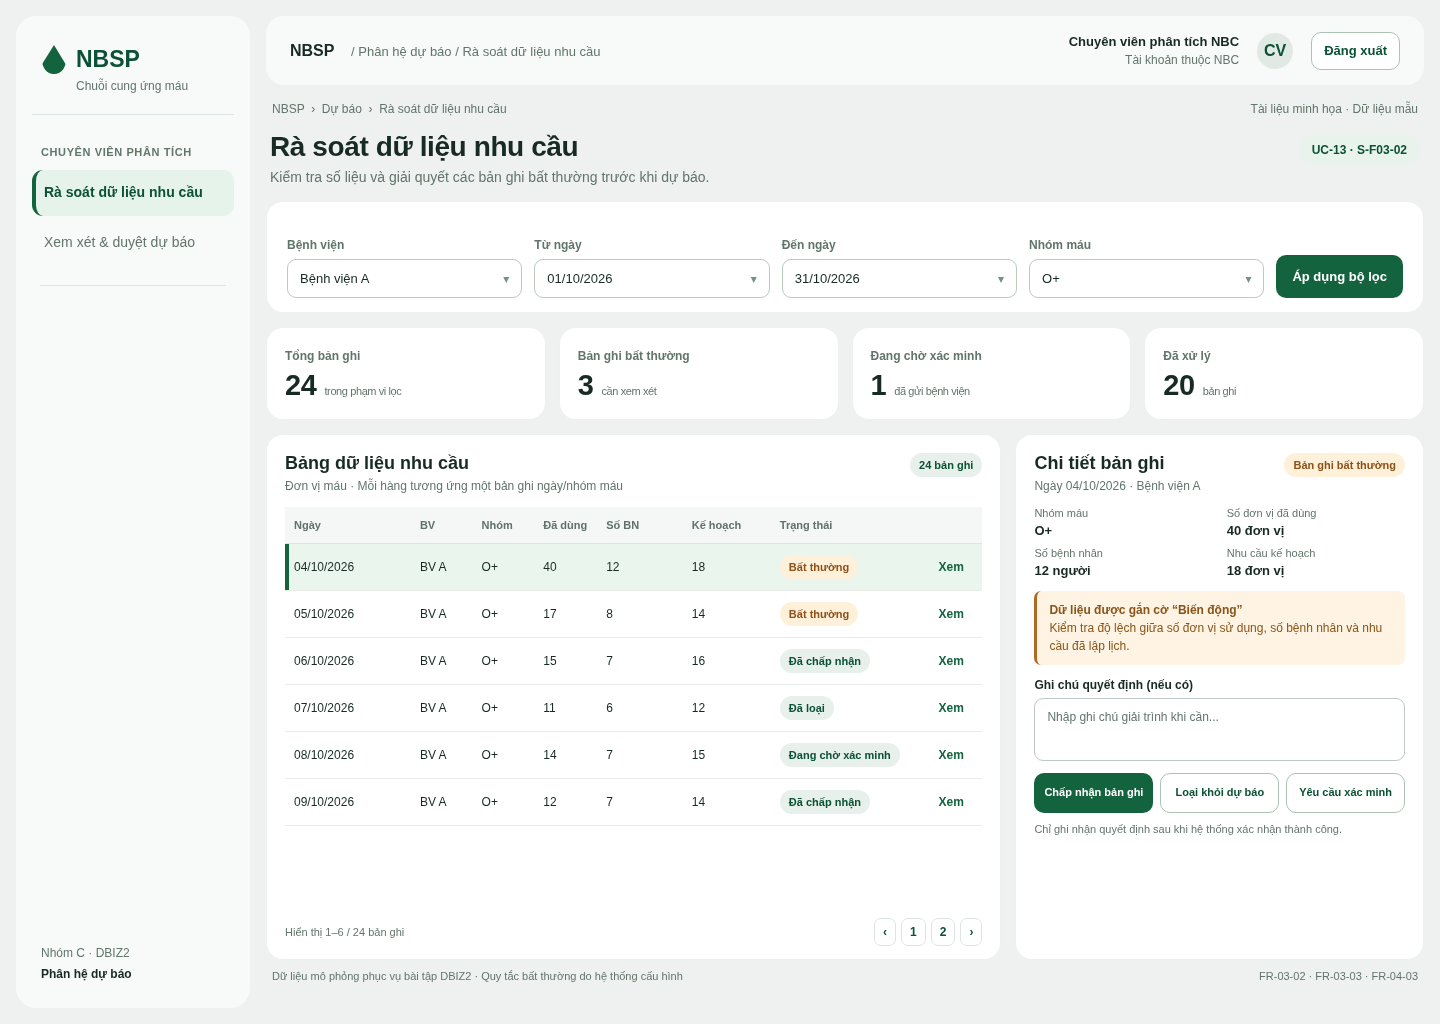 NBSP
Chuỗi cung ứng máu
CHUYÊN VIÊN PHÂN TÍCH
Rà soát dữ liệu nhu cầu
Xem xét & duyệt dự báo
Nhóm C · DBIZ2
Phân hệ dự báo
NBSP / Phân hệ dự báo / Rà soát dữ liệu nhu cầu
Chuyên viên phân tích NBC
Tài khoản thuộc NBC
CV
Đăng xuất
NBSP › Dự báo › Rà soát dữ liệu nhu cầu
Tài liệu minh họa · Dữ liệu mẫu
Rà soát dữ liệu nhu cầu
UC-13 · S-F03-02
Kiểm tra số liệu và giải quyết các bản ghi bất thường trước khi dự báo.
Bệnh viện Từ ngày Đến ngày Nhóm máu
Bệnh viện A ▾ 01/10/2026 ▾ 31/10/2026 ▾ O+ ▾ Áp dụng bộ lọc
Tổng bản ghi
24 trong phạm vi lọc
Bản ghi bất thường
3 cần xem xét
Đang chờ xác minh
1 đã gửi bệnh viện
Đã xử lý
20 bản ghi
Bảng dữ liệu nhu cầu
24 bản ghi
Đơn vị máu · Mỗi hàng tương ứng một bản ghi ngày/nhóm máu
Ngày BV Nhóm Đã dùng Số BN Kế hoạch Trạng thái
04/10/2026 BV A O+ 40 12 18 Bất thường Xem
05/10/2026 BV A O+ 17 8 14 Bất thường Xem
06/10/2026 BV A O+ 15 7 16 Đã chấp nhận Xem
07/10/2026 BV A O+ 11 6 12 Đã loại Xem
08/10/2026 BV A O+ 14 7 15 Đang chờ xác minh Xem
09/10/2026 BV A O+ 12 7 14 Đã chấp nhận Xem
Hiển thị 1–6 / 24 bản ghi
‹ 1 2 ›
Chi tiết bản ghi
Bản ghi bất thường
Ngày 04/10/2026 · Bệnh viện A
Nhóm máu Số đơn vị đã dùng
O+ 40 đơn vị
Số bệnh nhân Nhu cầu kế hoạch
12 người 18 đơn vị
Dữ liệu được gắn cờ “Biến động”
Kiểm tra độ lệch giữa số đơn vị sử dụng, số bệnh nhân và nhu
cầu đã lập lịch.
Ghi chú quyết định (nếu có)
Nhập ghi chú giải trình khi cần...
Chấp nhận bản ghi Loại khỏi dự báo Yêu cầu xác minh
Chỉ ghi nhận quyết định sau khi hệ thống xác nhận thành công.
Dữ liệu mô phỏng phục vụ bài tập DBIZ2 · Quy tắc bất thường do hệ thống cấu hình
FR-03-02 · FR-03-03 · FR-04-03